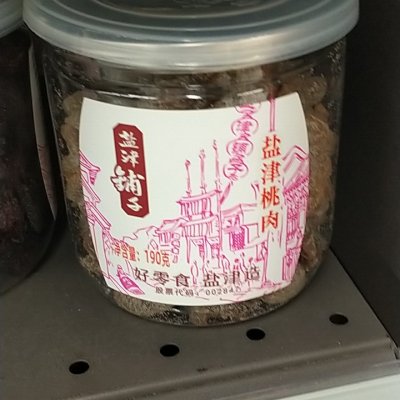 盐津
铺子
盐津桃肉
净含量:190克
好零食 盐津造
股票代码:002847